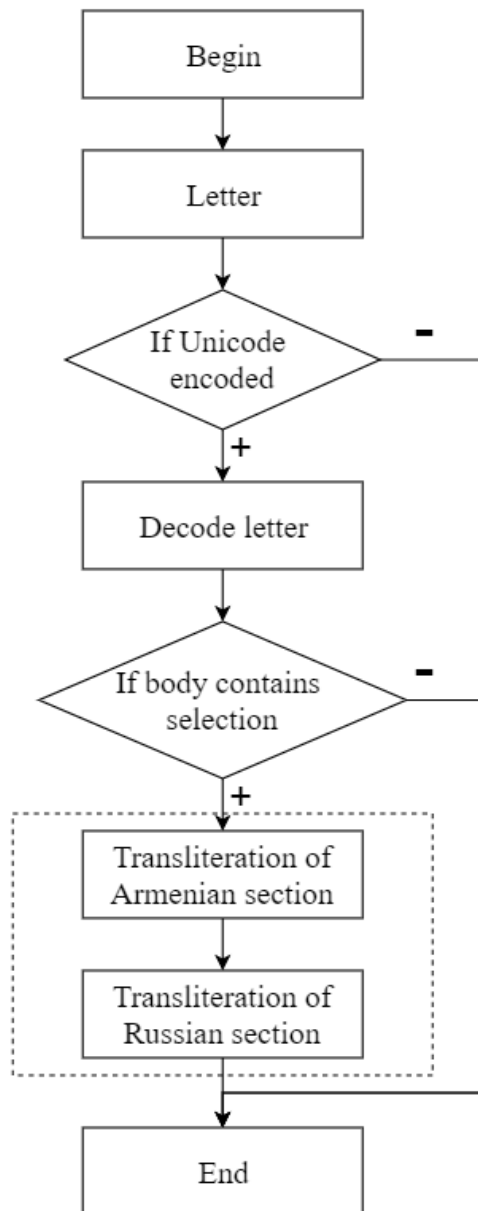 Begin
Letter
If Unicode
encoded
-
+
Decode letter
If body contains
selection
-
+
Transliteration of
Armenian section
Transliteration of
Russian section
End